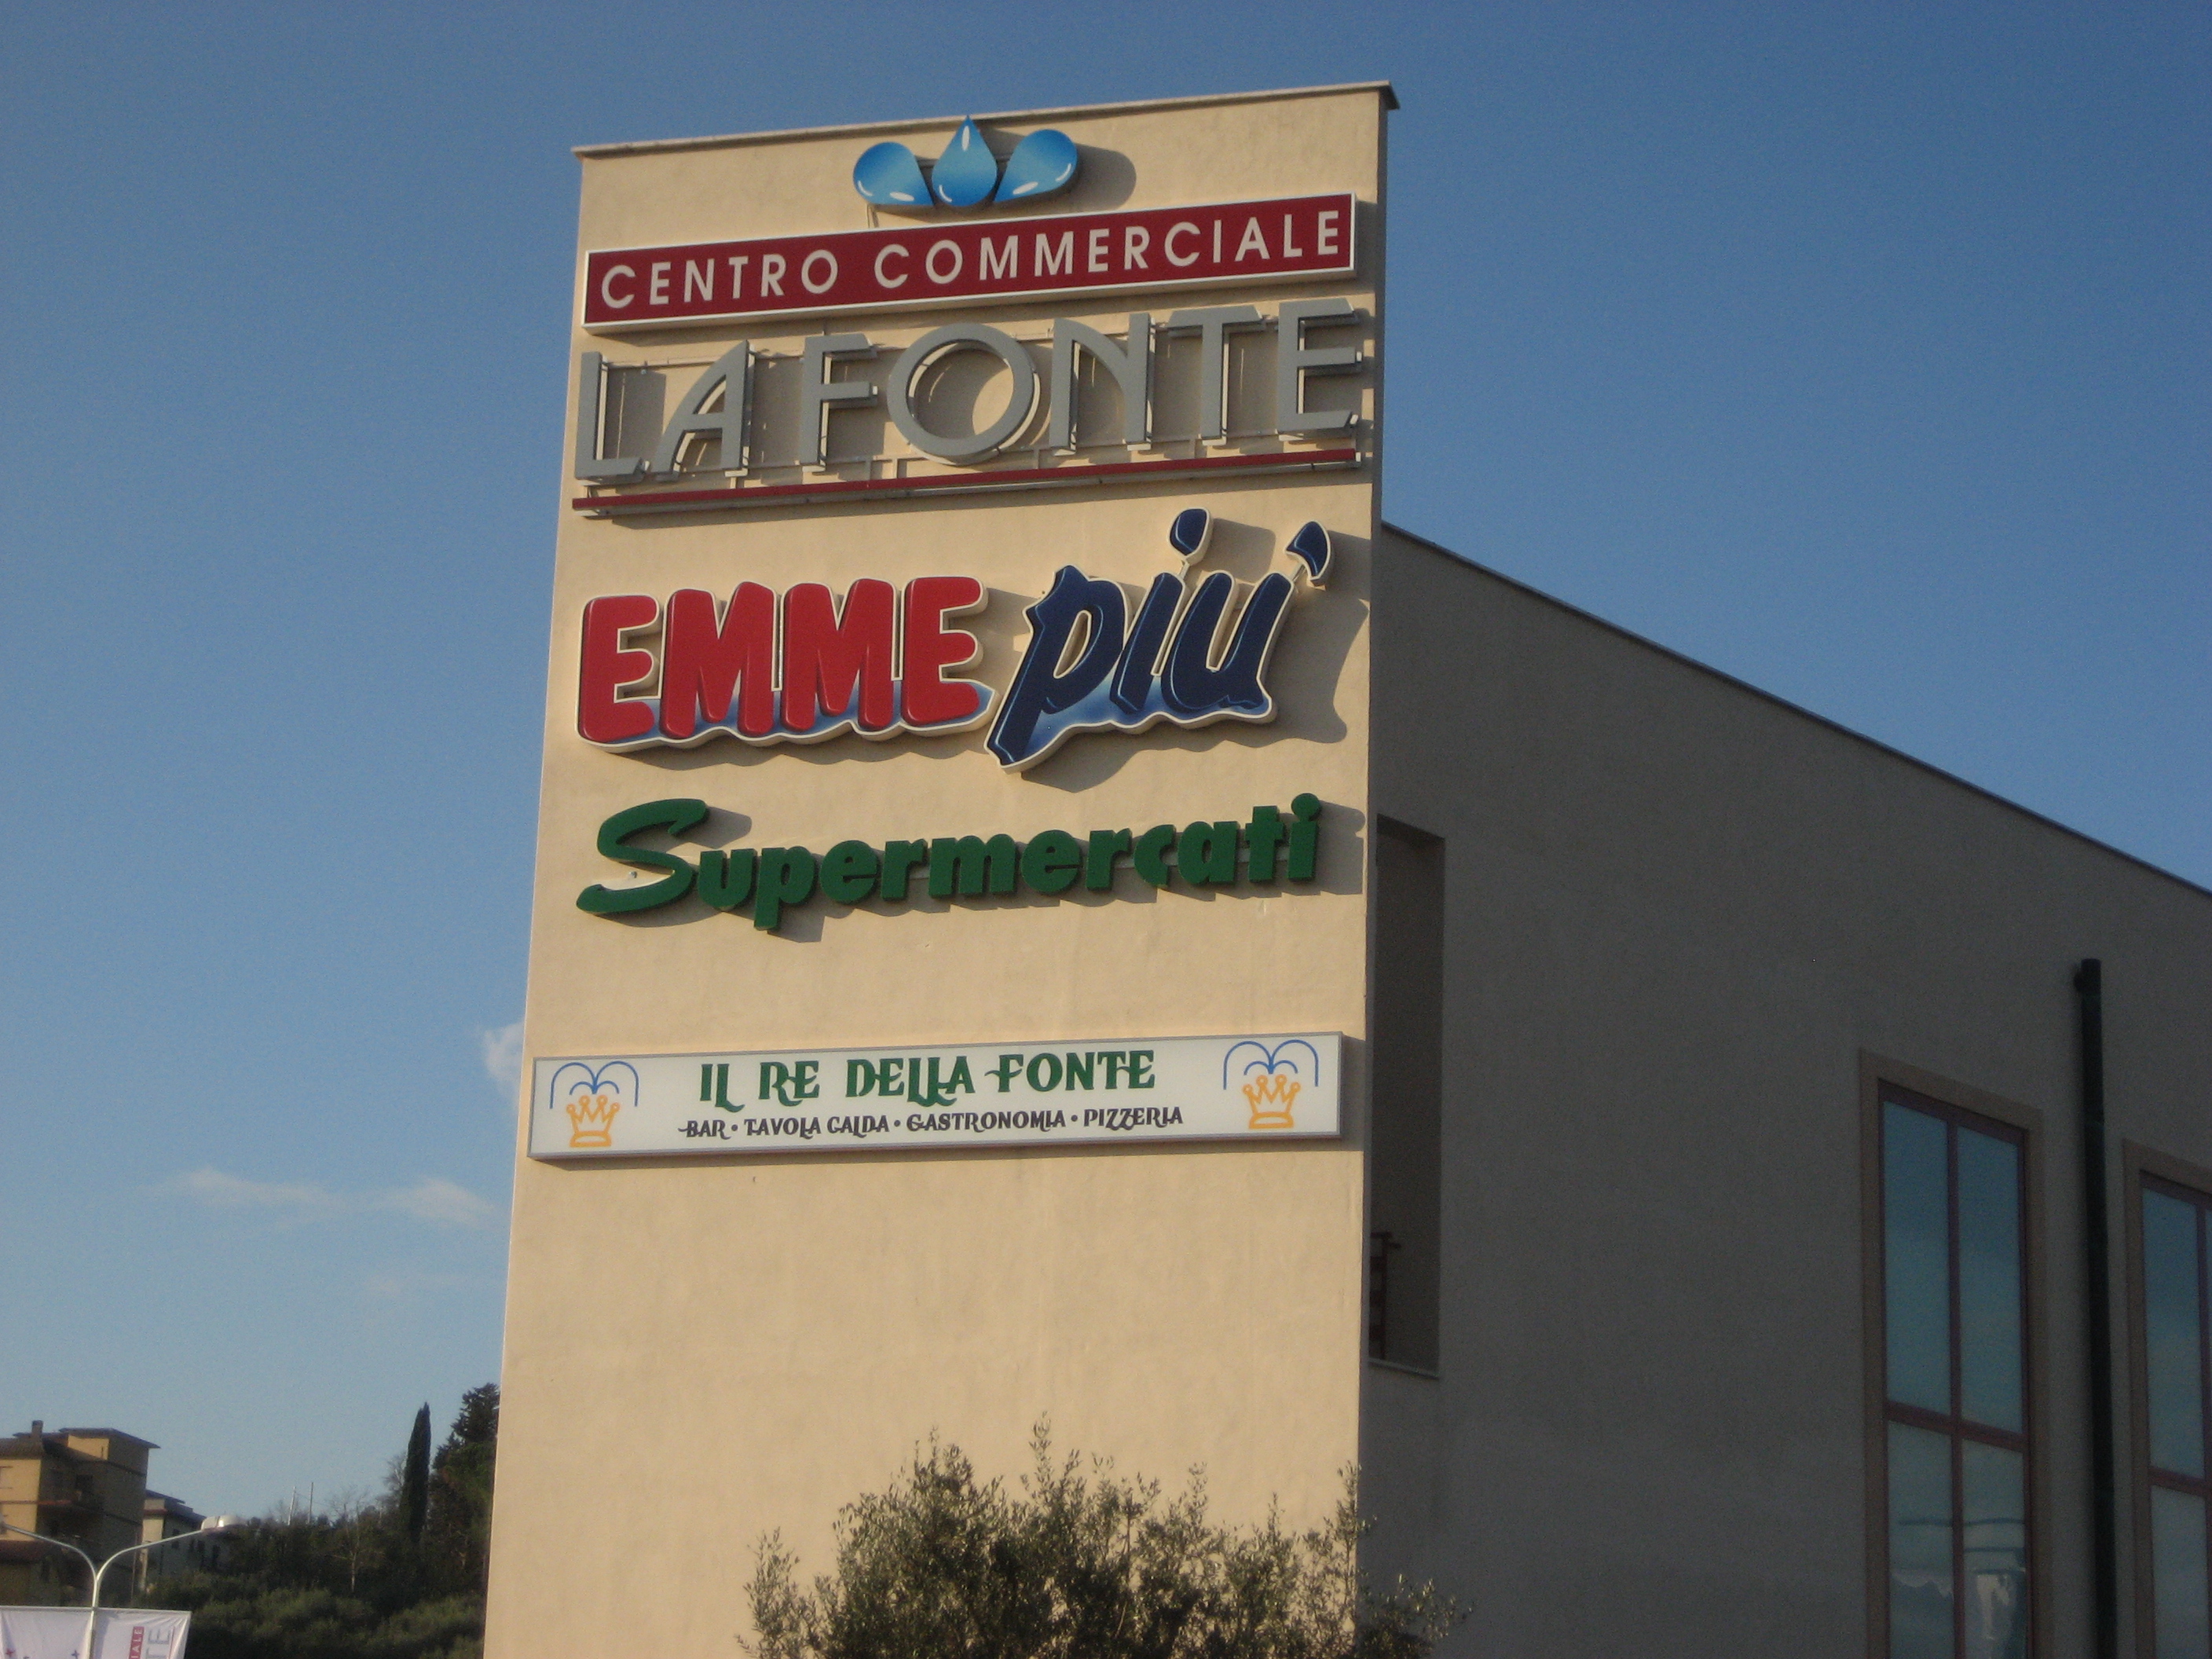 CENTRO COMMERCIALE
LA FONTE
EMME più
Supermercati
IL RE DELLA FONTE
BAR • TAVOLA CALDA • GASTRONOMIA • PIZZERIA